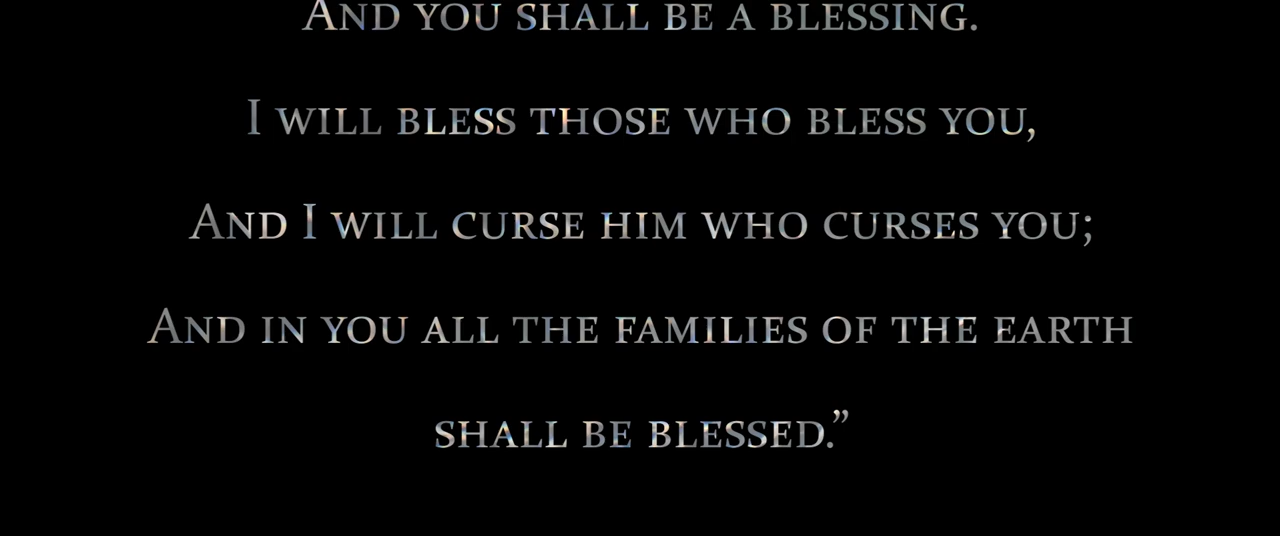 And you shall be a blessing.
I will bless those who bless you,
And I will curse him who curses you;
And in you all the families of the earth
shall be blessed.”